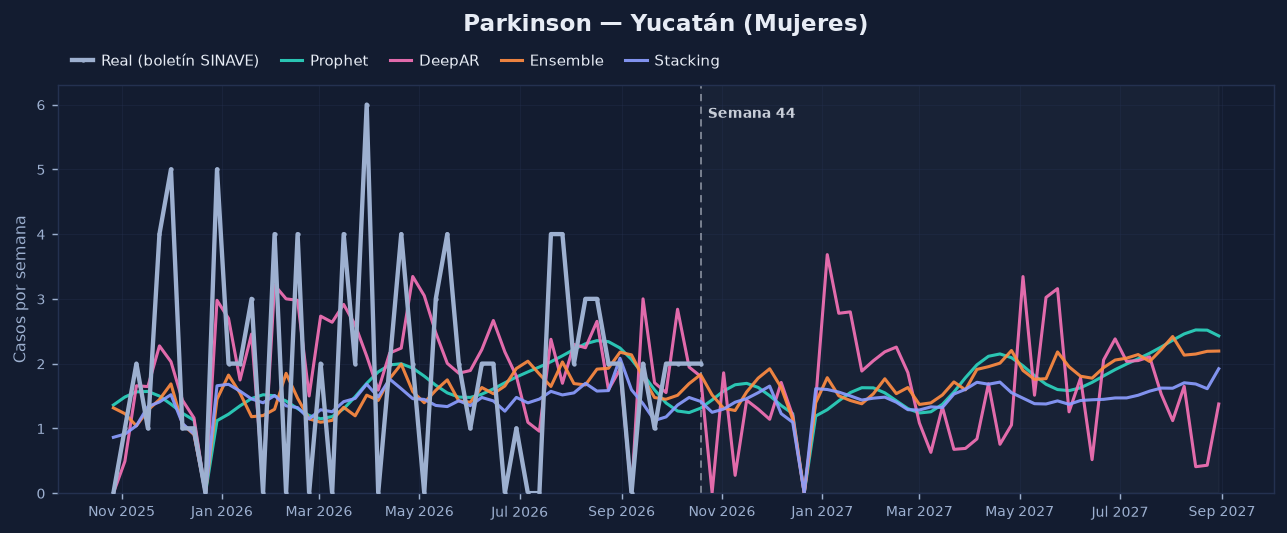 Parkinson — Yucatán (Mujeres)
Real (boletín SINAVE) Prophet DeepAR Ensemble Stacking
Semana 44
Casos por semana
6
5
4
3
2
1
0
Nov 2025 Jan 2026 Mar 2026 May 2026 Jul 2026 Sep 2026 Nov 2026 Jan 2027 Mar 2027 May 2027 Jul 2027 Sep 2027